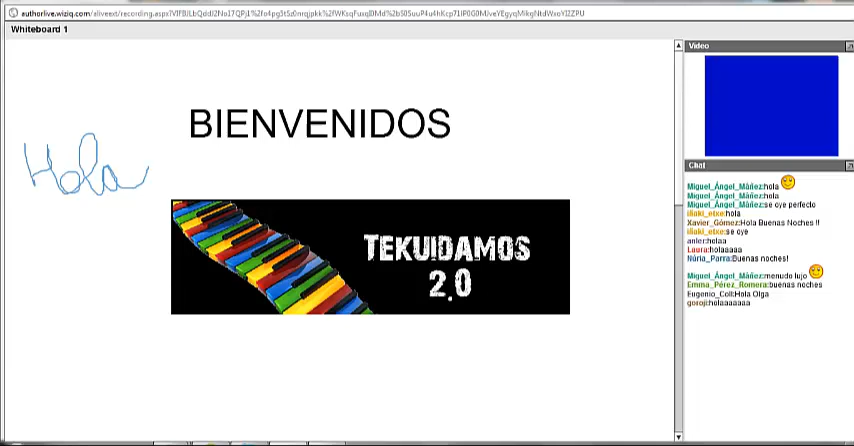 Whiteboard 1
BIENVENIDOS
Hola
TEKUIDAMOS
2.0
Video
Chat
Miguel_Ángel_Máñez:hola
Miguel_Ángel_Máñez:hola
Miguel_Ángel_Máñez:se oye perfecto
iñaki_etxe:hola
Xavier_Gómez:Hola Buenas Noches !!
iñaki_etxe:se oye
anler:holaa
Laura:holaaaaa
Núria_Parra:Buenas noches!
Miguel_Ángel_Máñez:menudo lujo
Emma_Pérez_Romera:buenas noches
Eugenio_Coll:Hola Olga
goroji:holaaaaaaa